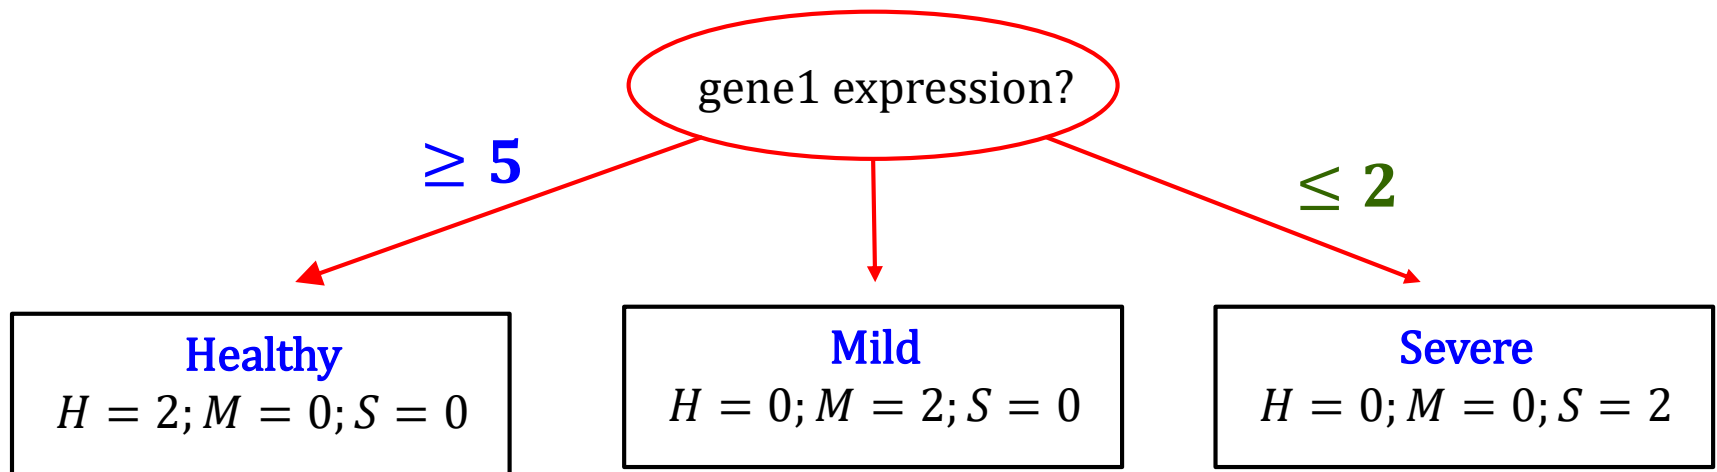 gene1 expression?
≥ 5
≤ 2
Healthy
H = 2; M = 0; S = 0
Mild
H = 0; M = 2; S = 0
Severe
H = 0; M = 0; S = 2